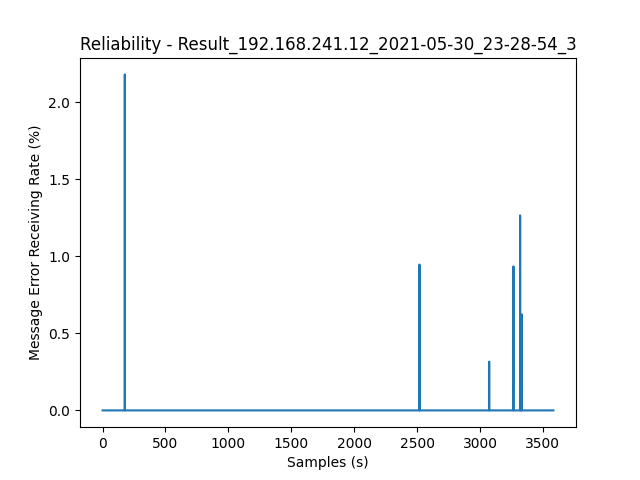 Reliability - Result_192.168.241.12_2021-05-30_23-28-54_3
Message Error Receiving Rate (%)
2.0
1.5
1.0
0.5
0.0
0 500 1000 1500 2000 2500 3000 3500
Samples (s)